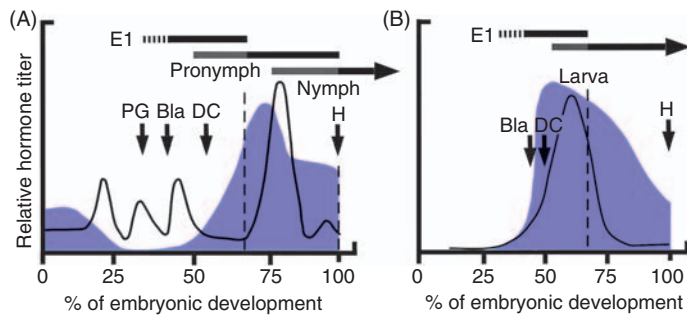 (A)
E1
Pronymph
Nymph
PG Bla DC H
Relative hormone titer
0 25 50 75 100
% of embryonic development
(B)
E1
Larva
Bla DC H
0 25 50 75 100
% of embryonic development